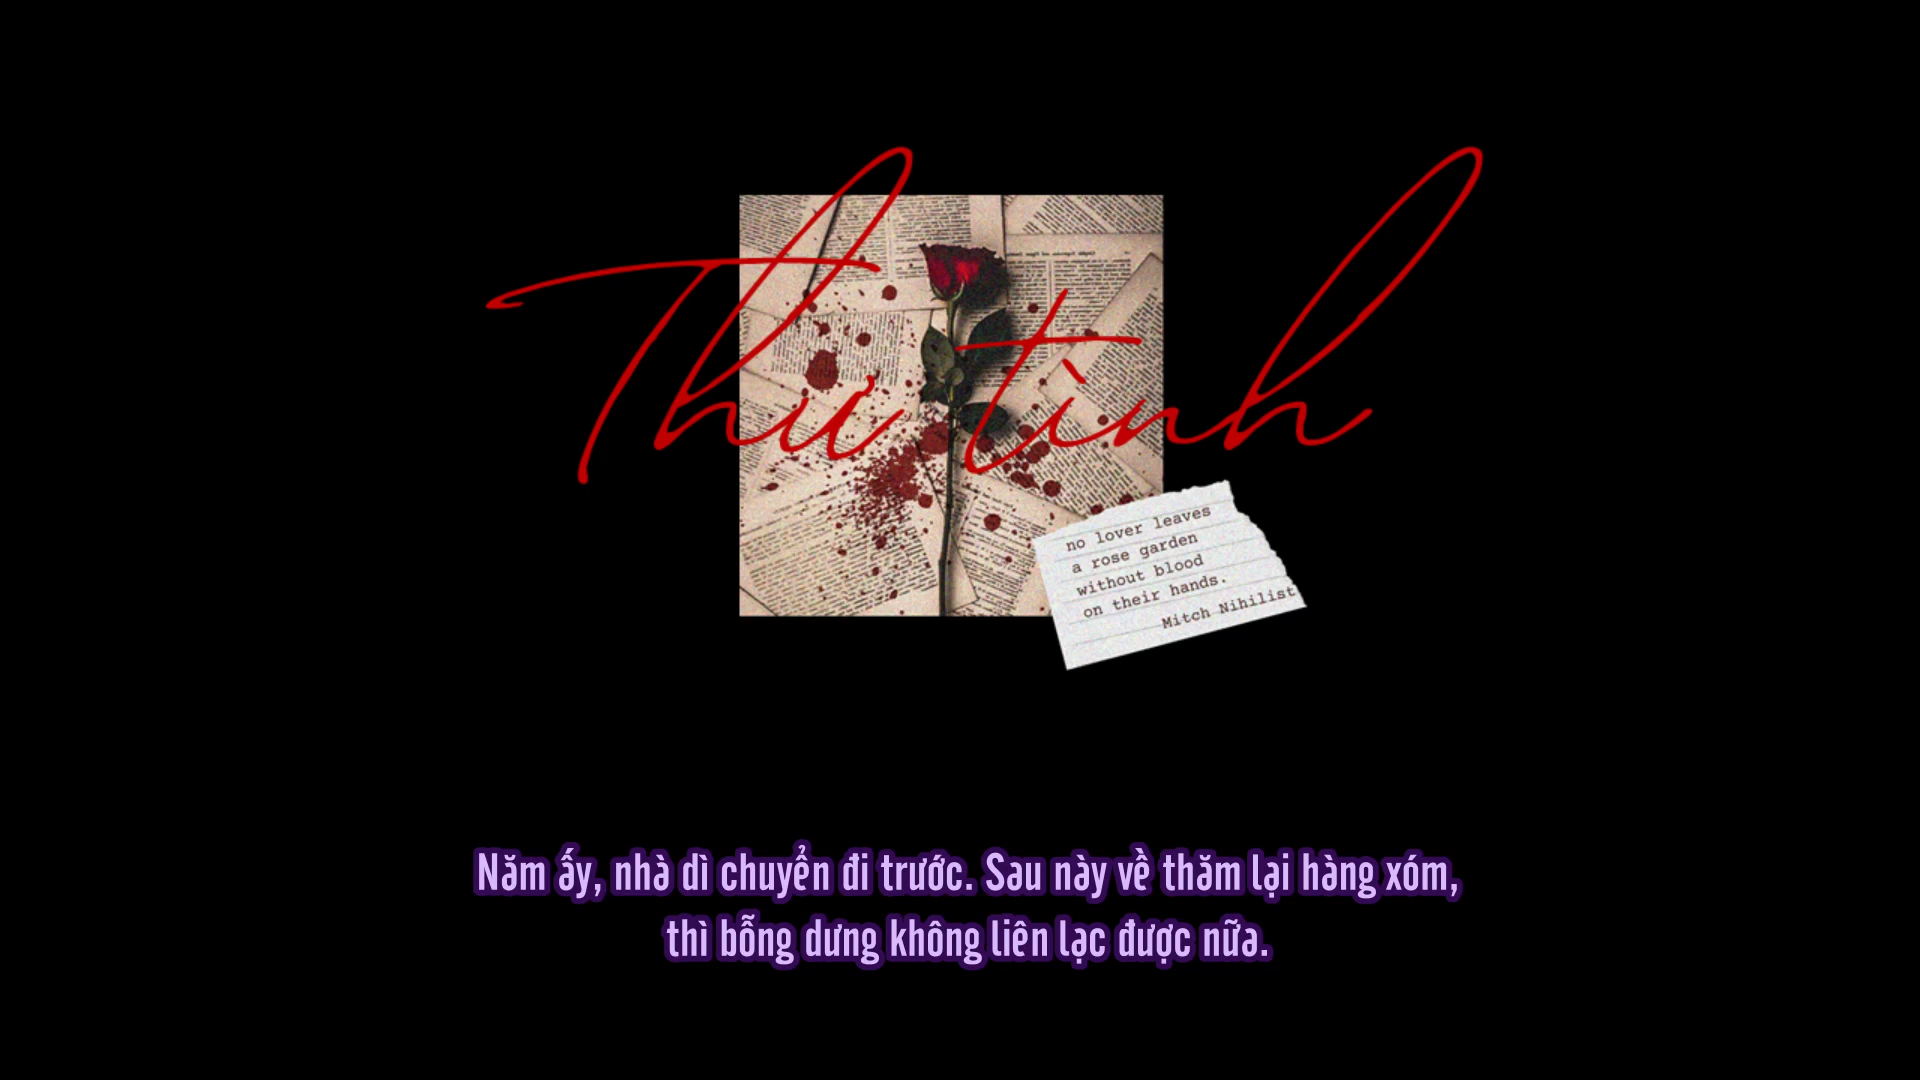 Thư tình
no lover leaves
a rose garden
without blood
on their hands.
Mitch Nihilist
Năm ấy, nhà dì chuyển đi trước. Sau này về thăm lại hàng xóm,
thì bỗng dưng không liên lạc được nữa.